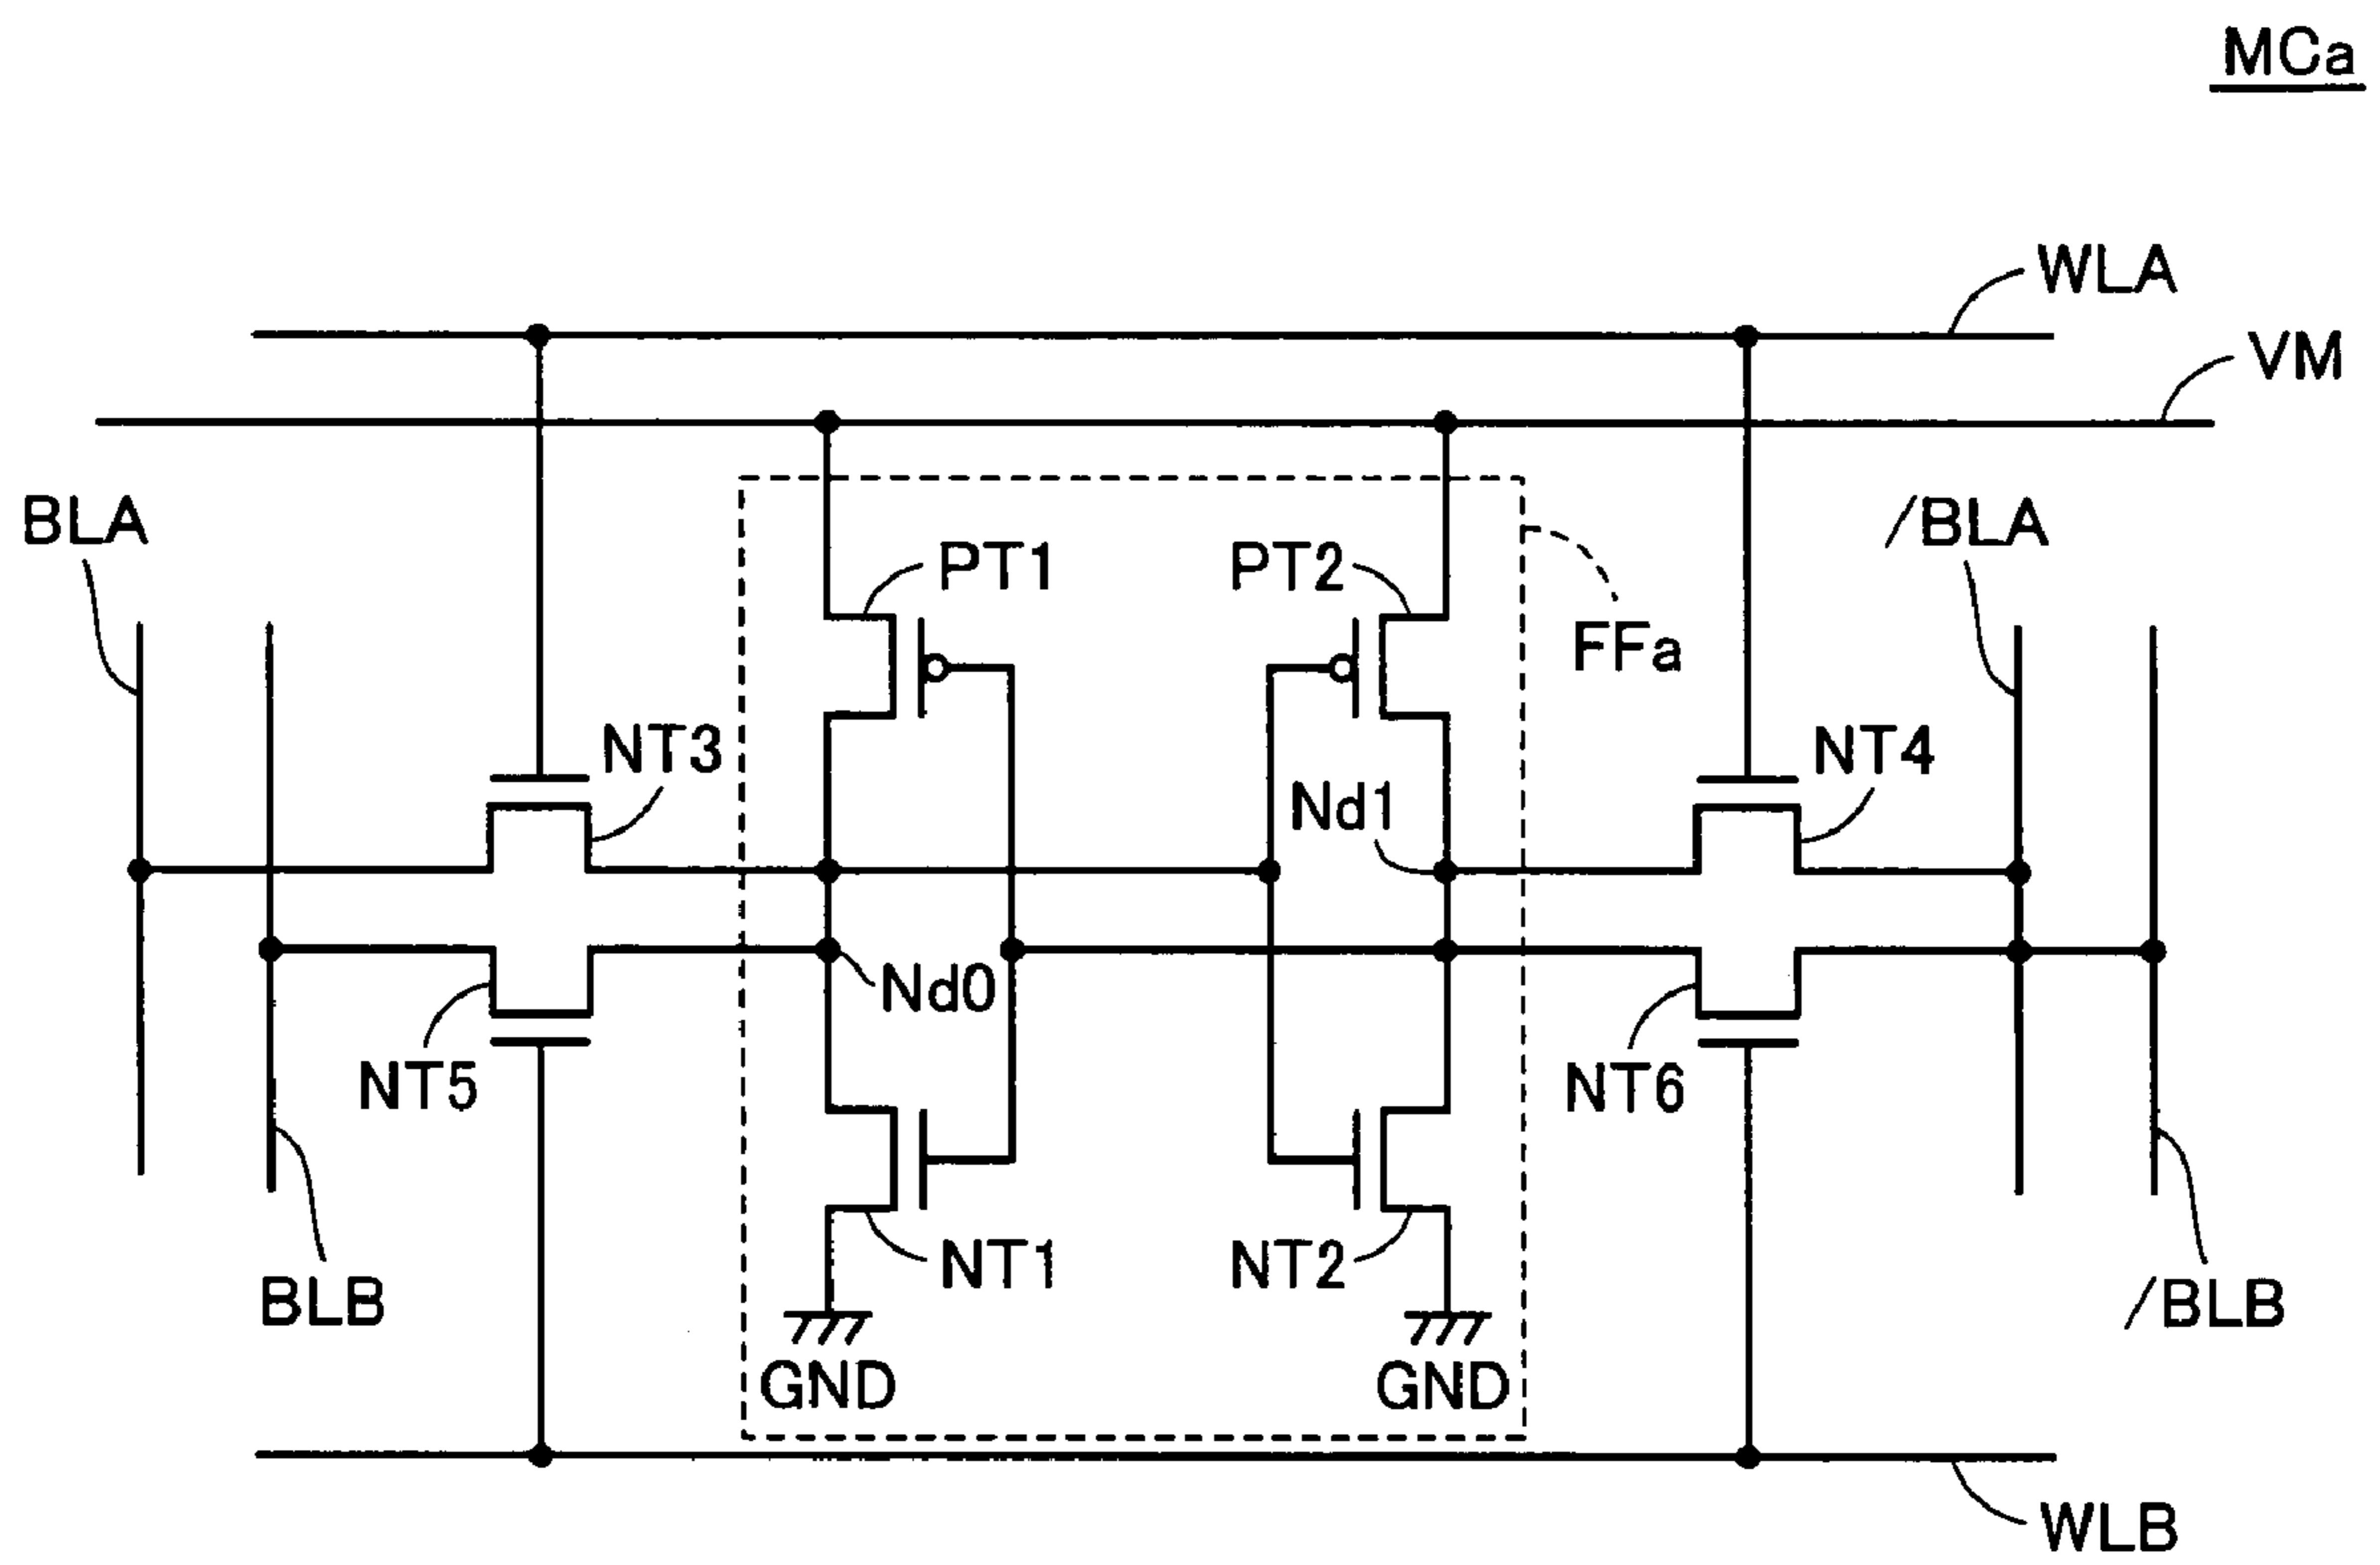 MCa
WLA
VM
BLA
/BLA
PT1
PT2
FFa
NT3
NT4
Nd1
Nd0
NT5
NT6
NT1
NT2
BLB
/BLB
GND
GND
WLB